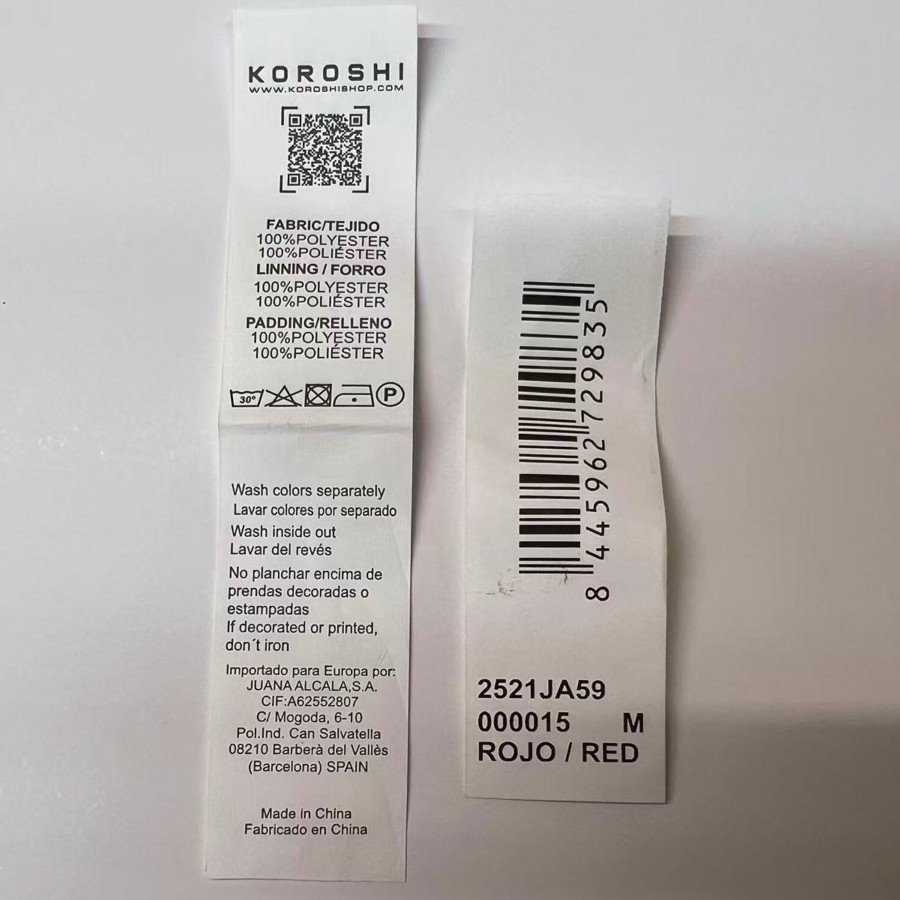 KOROSHI
WWW.KOROSHISHOP.COM
FABRIC/TEJIDO
100%POLYESTER
100%POLIÉSTER
LINNING / FORRO
100%POLYESTER
100%POLIÉSTER
PADDING/RELLENO
100%POLYESTER
100%POLIÉSTER
30° P
Wash colors separately
Lavar colores por separado
Wash inside out
Lavar del revés
No planchar encima de
prendas decoradas o
estampadas
If decorated or printed,
don´t iron
Importado para Europa por:
JUANA ALCALA,S.A.
CIF:A62552807
C/ Mogoda, 6-10
Pol.Ind. Can Salvatella
08210 Barberà del Vallès
(Barcelona) SPAIN
Made in China
Fabricado en China
8 445962 729835
2521JA59
000015 M
ROJO / RED